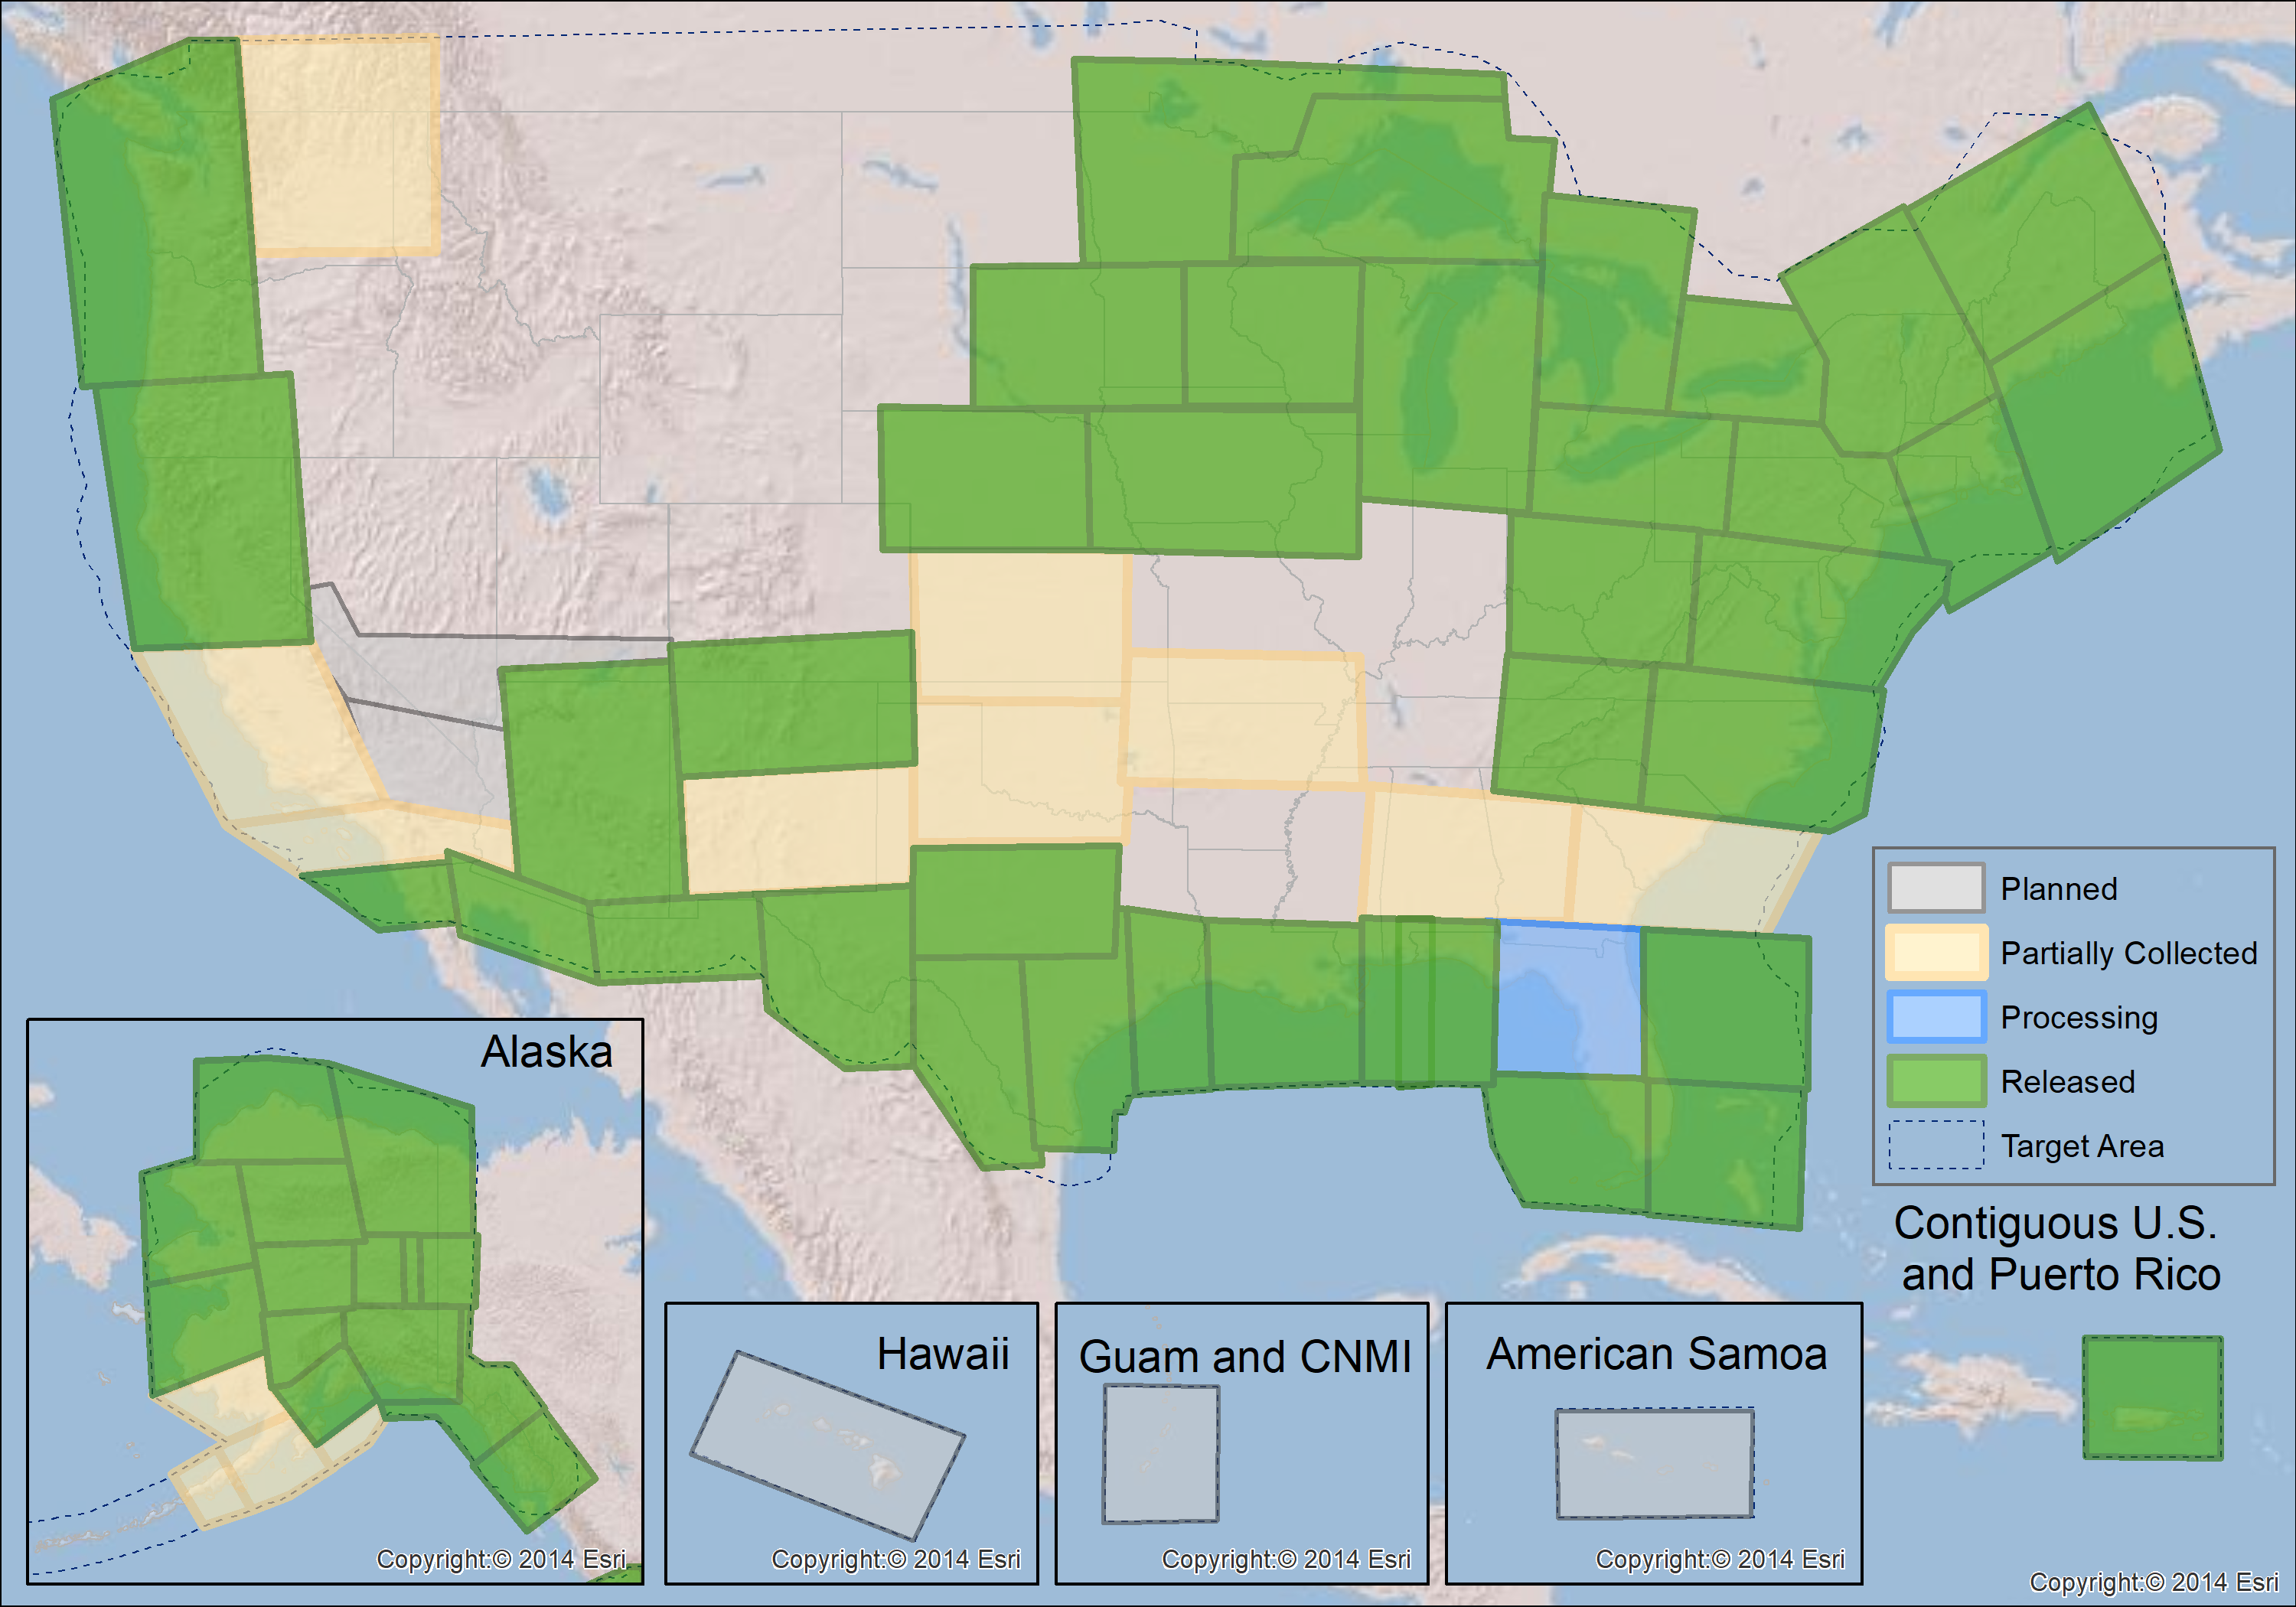 Planned
Partially Collected
Processing
Released
Target Area
Contiguous U.S.
and Puerto Rico
Alaska
Copyright:© 2014 Esri
Hawaii
Copyright:© 2014 Esri
Guam and CNMI
Copyright:© 2014 Esri
American Samoa
Copyright:© 2014 Esri
Copyright:© 2014 Esri